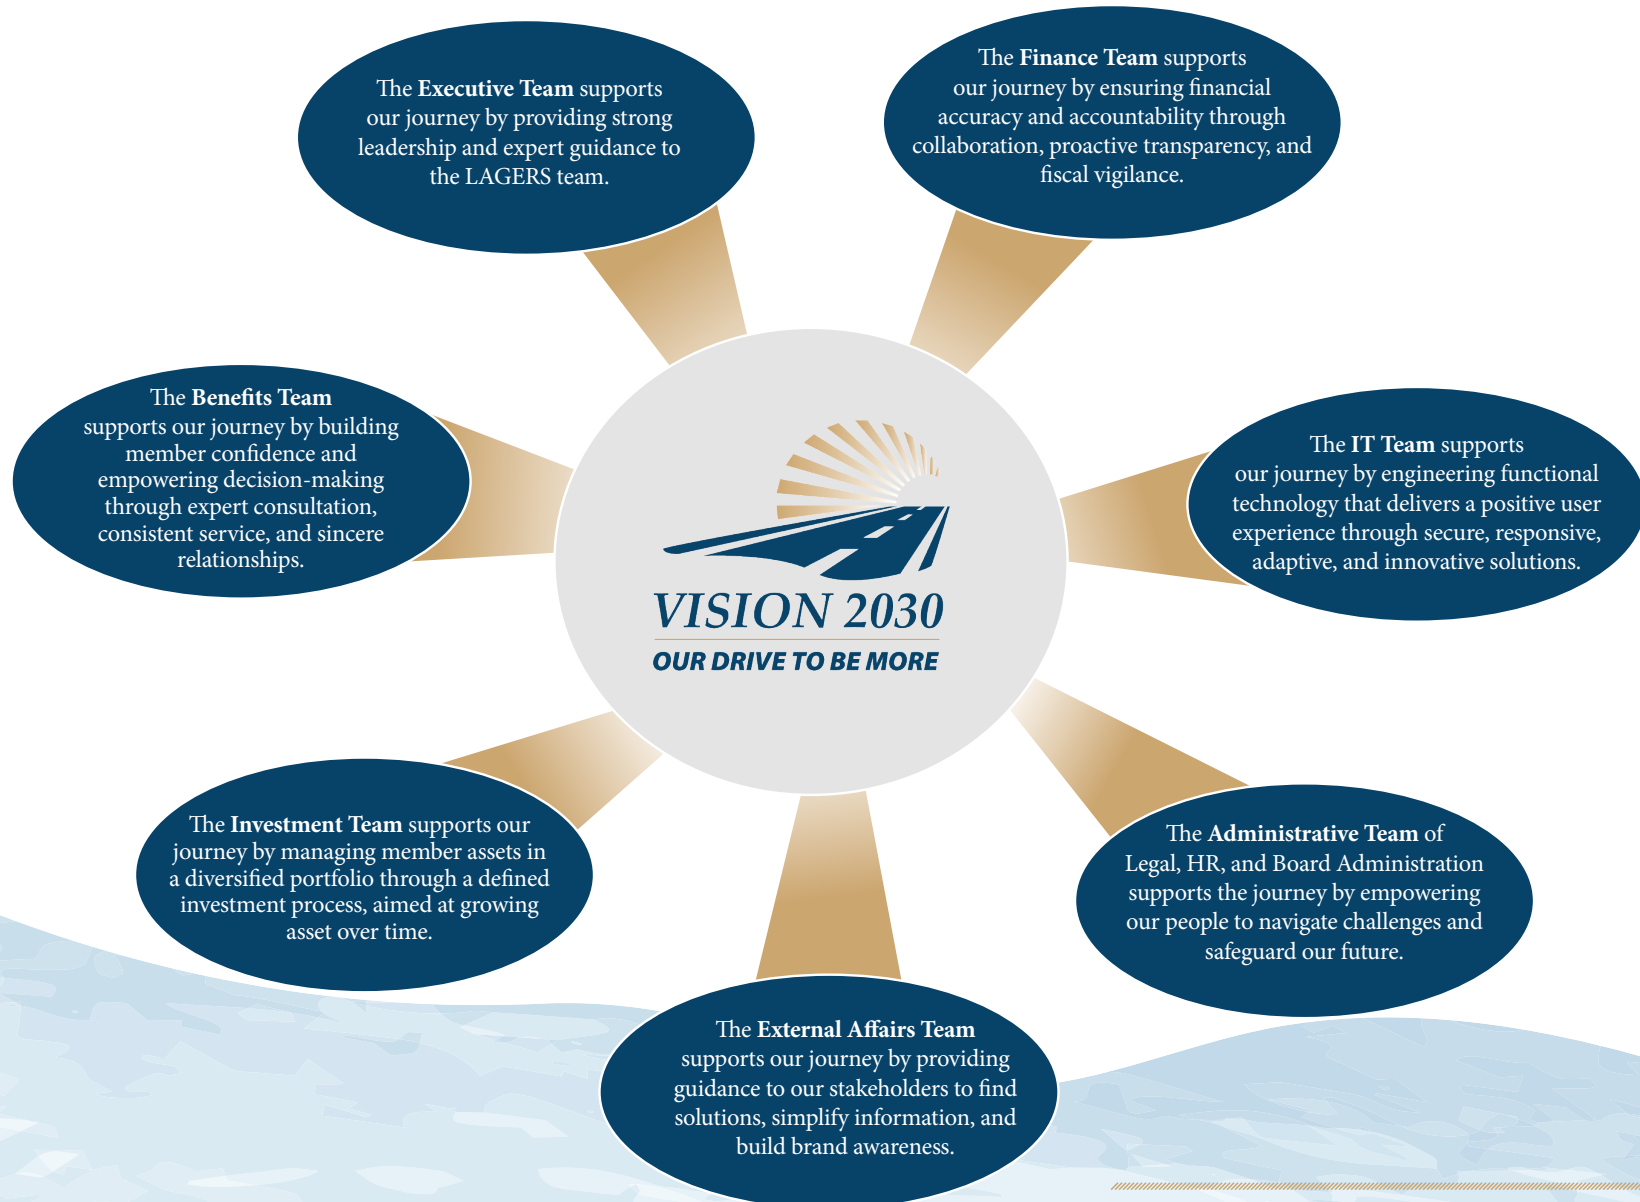 The Executive Team supports
our journey by providing strong
leadership and expert guidance to
the LAGERS team.
The Finance Team supports
our journey by ensuring financial
accuracy and accountability through
collaboration, proactive transparency, and
fiscal vigilance.
The Benefits Team
supports our journey by building
member confidence and
empowering decision-making
through expert consultation,
consistent service, and sincere
relationships.
The IT Team supports
our journey by engineering functional
technology that delivers a positive user
experience through secure, responsive,
adaptive, and innovative solutions.
VISION 2030
OUR DRIVE TO BE MORE
The Investment Team supports our
journey by managing member assets in
a diversified portfolio through a defined
investment process, aimed at growing
asset over time.
The Administrative Team of
Legal, HR, and Board Administration
supports the journey by empowering
our people to navigate challenges and
safeguard our future.
The External Affairs Team
supports our journey by providing
guidance to our stakeholders to find
solutions, simplify information, and
build brand awareness.